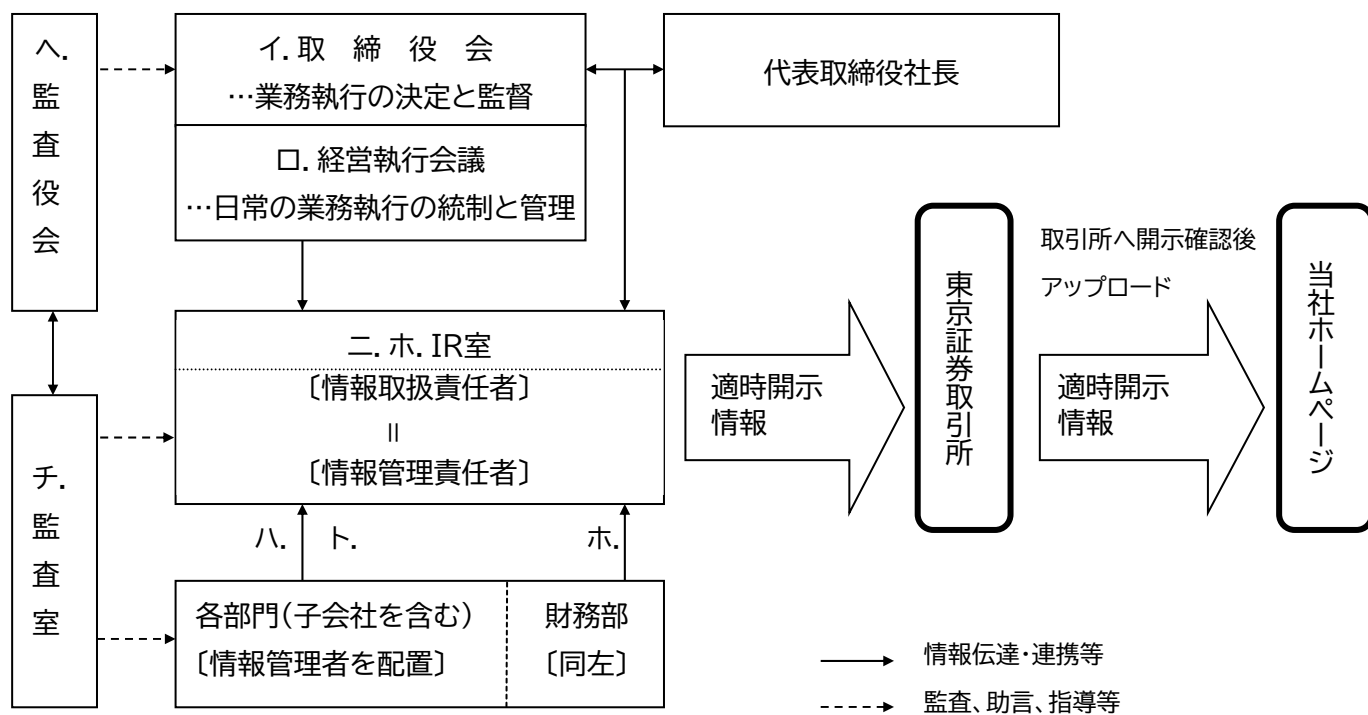 ヘ.監査役会
イ.取 締 役 会
…業務執行の決定と監督
ロ.経営執行会議
…日常の業務執行の統制と管理
代表取締役社長
ニ.ホ.IR室
〔情報取扱責任者〕
＝
〔情報管理責任者〕
チ.監査室
ハ. ト.
ホ.
各部門(子会社を含む)
〔情報管理者を配置〕
財務部
〔同左〕
適時開示
情報
東京証券取引所
取引所へ開示確認後
アップロード
適時開示
情報
当社ホームページ
情報伝達・連携等
監査、助言、指導等